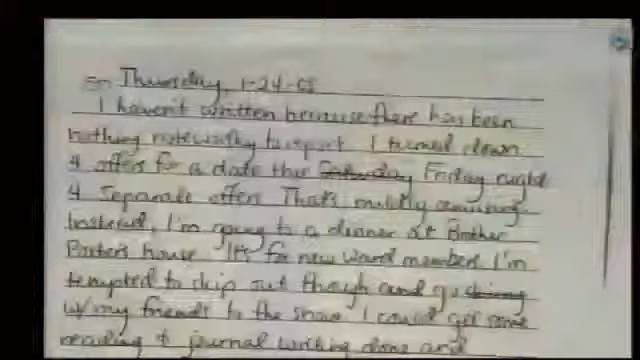 Thursday, 1-24-08
I haven't written because there has been
nothing noteworthy to report. I turned down
4 offers for a date this Saturday Friday night
4 separate offers. That's mildly amusing.
Instead, I'm going to a dinner at Brother
Porter's house. It's for new ward members. I'm
tempted to skip out though and go
w/my friends to the show. I could get some
reading & journal writing done and